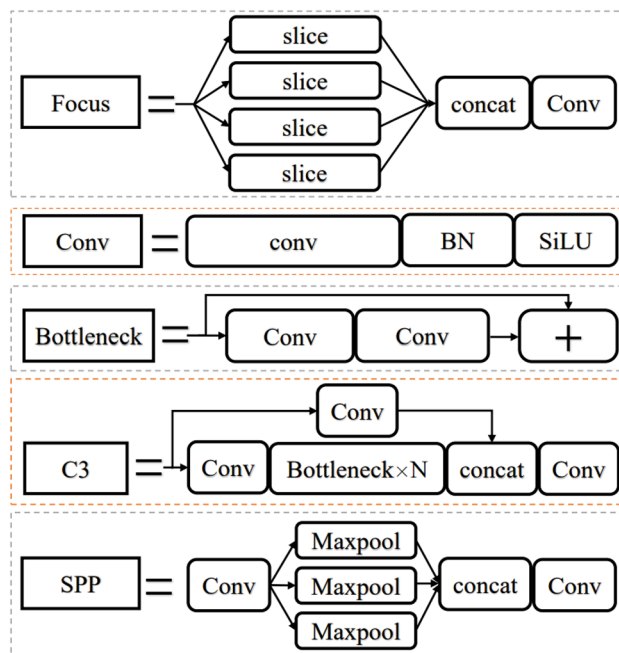 slice
slice
Focus = concat Conv
slice
slice
Conv = conv BN SiLU
Bottleneck = Conv Conv +
Conv
C3 = Conv Bottleneck×N concat Conv
Maxpool
SPP = Conv Maxpool concat Conv
Maxpool